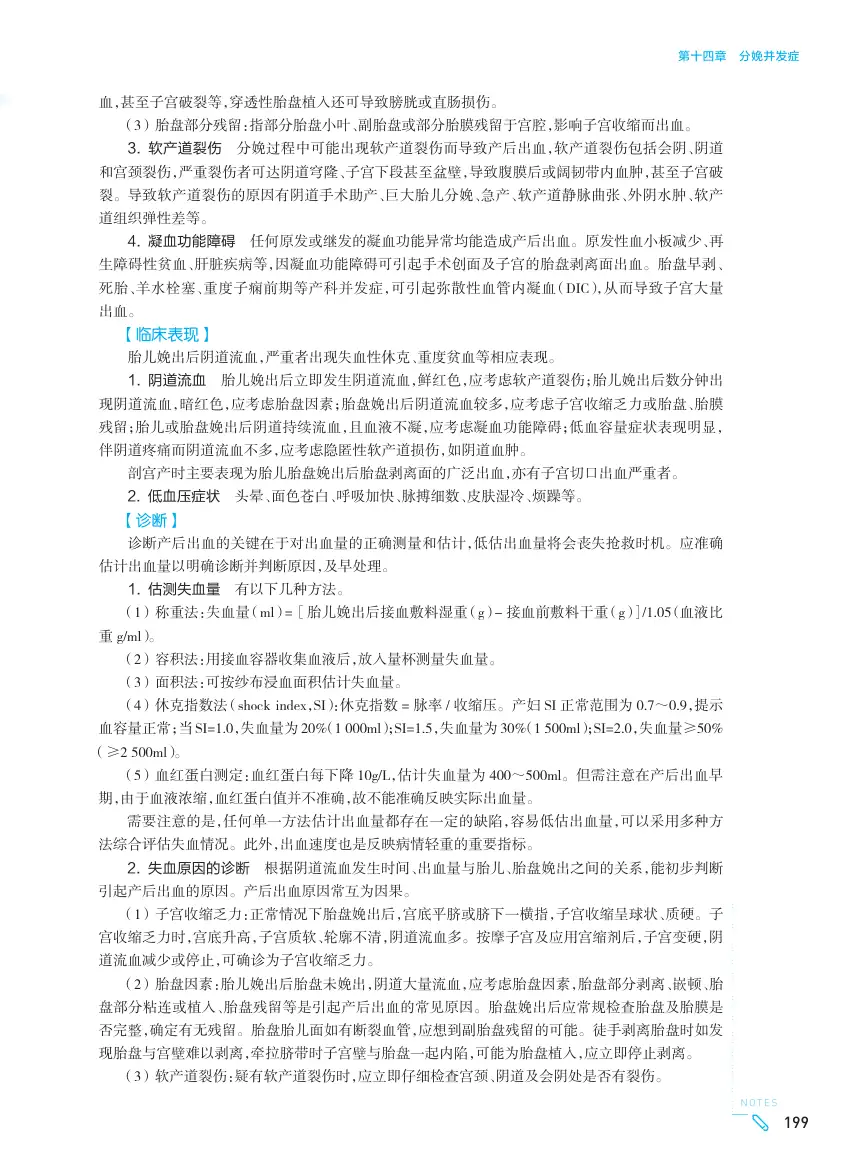 第十四章 分娩并发症
血,甚至子宫破裂等,穿透性胎盘植入还可导致膀胱或直肠损伤。
(3)胎盘部分残留:指部分胎盘小叶、副胎盘或部分胎膜残留于宫腔,影响子宫收缩而出血。
3. 软产道裂伤 分娩过程中可能出现软产道裂伤而导致产后出血,软产道裂伤包括会阴、阴道
和宫颈裂伤,严重裂伤者可达阴道穹隆、子宫下段甚至盆壁,导致腹膜后或阔韧带内血肿,甚至子宫破
裂。导致软产道裂伤的原因有阴道手术助产、巨大胎儿分娩、急产、软产道静脉曲张、外阴水肿、软产
道组织弹性差等。
4. 凝血功能障碍 任何原发或继发的凝血功能异常均能造成产后出血。原发性血小板减少、再
生障碍性贫血、肝脏疾病等,因凝血功能障碍可引起手术创面及子宫的胎盘剥离面出血。胎盘早剥、
死胎、羊水栓塞、重度子痫前期等产科并发症,可引起弥散性血管内凝血(DIC),从而导致子宫大量
出血。
【临床表现】
胎儿娩出后阴道流血,严重者出现失血性休克、重度贫血等相应表现。
1. 阴道流血 胎儿娩出后立即发生阴道流血,鲜红色,应考虑软产道裂伤;胎儿娩出后数分钟出
现阴道流血,暗红色,应考虑胎盘因素;胎盘娩出后阴道流血较多,应考虑子宫收缩乏力或胎盘、胎膜
残留;胎儿或胎盘娩出后阴道持续流血,且血液不凝,应考虑凝血功能障碍;低血容量症状表现明显,
伴阴道疼痛而阴道流血不多,应考虑隐匿性软产道损伤,如阴道血肿。
剖宫产时主要表现为胎儿胎盘娩出后胎盘剥离面的广泛出血,亦有子宫切口出血严重者。
2. 低血压症状 头晕、面色苍白、呼吸加快、脉搏细数、皮肤湿冷、烦躁等。
【诊断】
诊断产后出血的关键在于对出血量的正确测量和估计,低估出血量将会丧失抢救时机。应准确
估计出血量以明确诊断并判断原因,及早处理。
1. 估测失血量 有以下几种方法。
(1)称重法:失血量(ml)=[胎儿娩出后接血敷料湿重(g)-接血前敷料干重(g)]/1.05(血液比
重 g/ml)。
(2)容积法:用接血容器收集血液后,放入量杯测量失血量。
(3)面积法:可按纱布浸血面积估计失血量。
(4)休克指数法(shock index,SI):休克指数 = 脉率 / 收缩压。产妇 SI 正常范围为 0.7~0.9,提示
血容量正常;当 SI=1.0,失血量为 20%(1 000ml);SI=1.5,失血量为 30%(1 500ml);SI=2.0,失血量≥50%
(≥2 500ml)。
(5)血红蛋白测定:血红蛋白每下降 10g/L,估计失血量为 400~500ml。但需注意在产后出血早
期,由于血液浓缩,血红蛋白值并不准确,故不能准确反映实际出血量。
需要注意的是,任何单一方法估计出血量都存在一定的缺陷,容易低估出血量,可以采用多种方
法综合评估失血情况。此外,出血速度也是反映病情轻重的重要指标。
2. 失血原因的诊断 根据阴道流血发生时间、出血量与胎儿、胎盘娩出之间的关系,能初步判断
引起产后出血的原因。产后出血原因常互为因果。
(1)子宫收缩乏力:正常情况下胎盘娩出后,宫底平脐或脐下一横指,子宫收缩呈球状、质硬。子
宫收缩乏力时,宫底升高,子宫质软、轮廓不清,阴道流血多。按摩子宫及应用宫缩剂后,子宫变硬,阴
道流血减少或停止,可确诊为子宫收缩乏力。
(2)胎盘因素:胎儿娩出后胎盘未娩出,阴道大量流血,应考虑胎盘因素,胎盘部分剥离、嵌顿、胎
盘部分粘连或植入、胎盘残留等是引起产后出血的常见原因。胎盘娩出后应常规检查胎盘及胎膜是
否完整,确定有无残留。胎盘胎儿面如有断裂血管,应想到副胎盘残留的可能。徒手剥离胎盘时如发
现胎盘与宫壁难以剥离,牵拉脐带时子宫壁与胎盘一起内陷,可能为胎盘植入,应立即停止剥离。
(3)软产道裂伤:疑有软产道裂伤时,应立即仔细检查宫颈、阴道及会阴处是否有裂伤。
NOTES
199